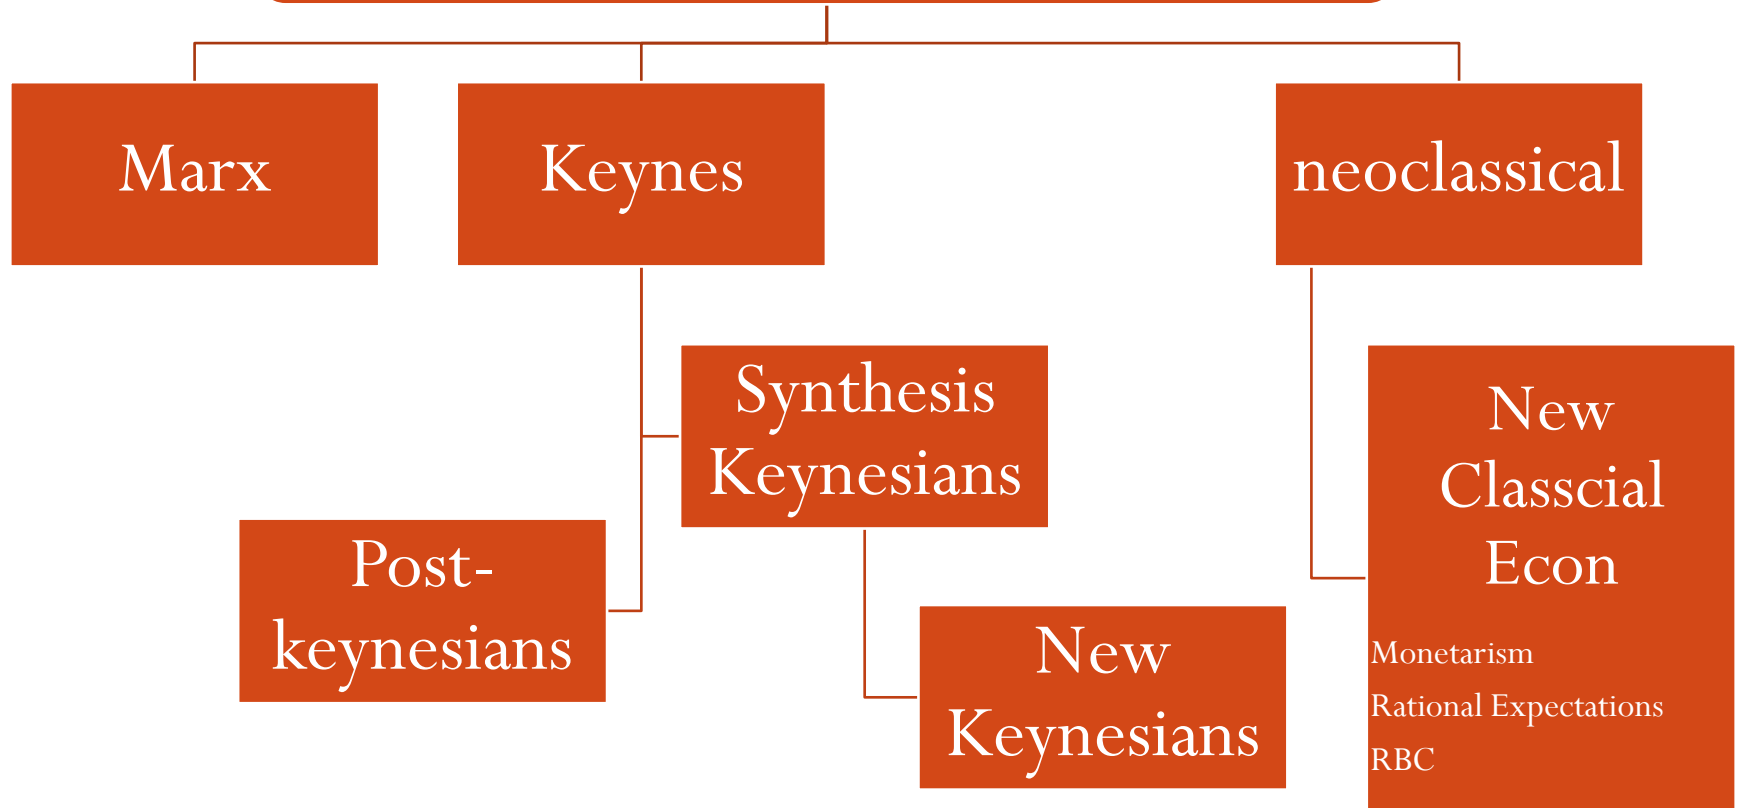 Marx
Keynes
neoclassical
Synthesis
Keynesians
Post-
keynesians
New
Keynesians
New
Classcial
Econ
Monetarism
Rational Expectations
RBC